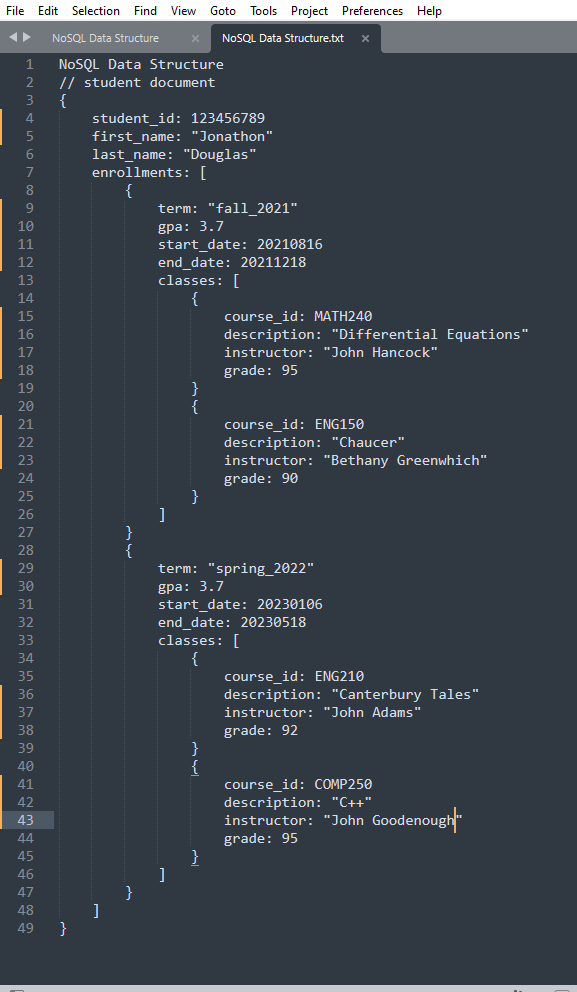 File Edit Selection Find View Goto Tools Project Preferences Help
NoSQL Data Structure × NoSQL Data Structure.txt ×
1 NoSQL Data Structure
2 // student document
3 {
4 student_id: 123456789
5 first_name: "Jonathon"
6 last_name: "Douglas"
7 enrollments: [
8 {
9 term: "fall_2021"
10 gpa: 3.7
11 start_date: 20210816
12 end_date: 20211218
13 classes: [
14 {
15 course_id: MATH240
16 description: "Differential Equations"
17 instructor: "John Hancock"
18 grade: 95
19 }
20 {
21 course_id: ENG150
22 description: "Chaucer"
23 instructor: "Bethany Greenwhich"
24 grade: 90
25 }
26 ]
27 }
28 {
29 term: "spring_2022"
30 gpa: 3.7
31 start_date: 20230106
32 end_date: 20230518
33 classes: [
34 {
35 course_id: ENG210
36 description: "Canterbury Tales"
37 instructor: "John Adams"
38 grade: 92
39 }
40 {
41 course_id: COMP250
42 description: "C++"
43 instructor: "John Goodenough"
44 grade: 95
45 }
46 ]
47 }
48 ]
49 }